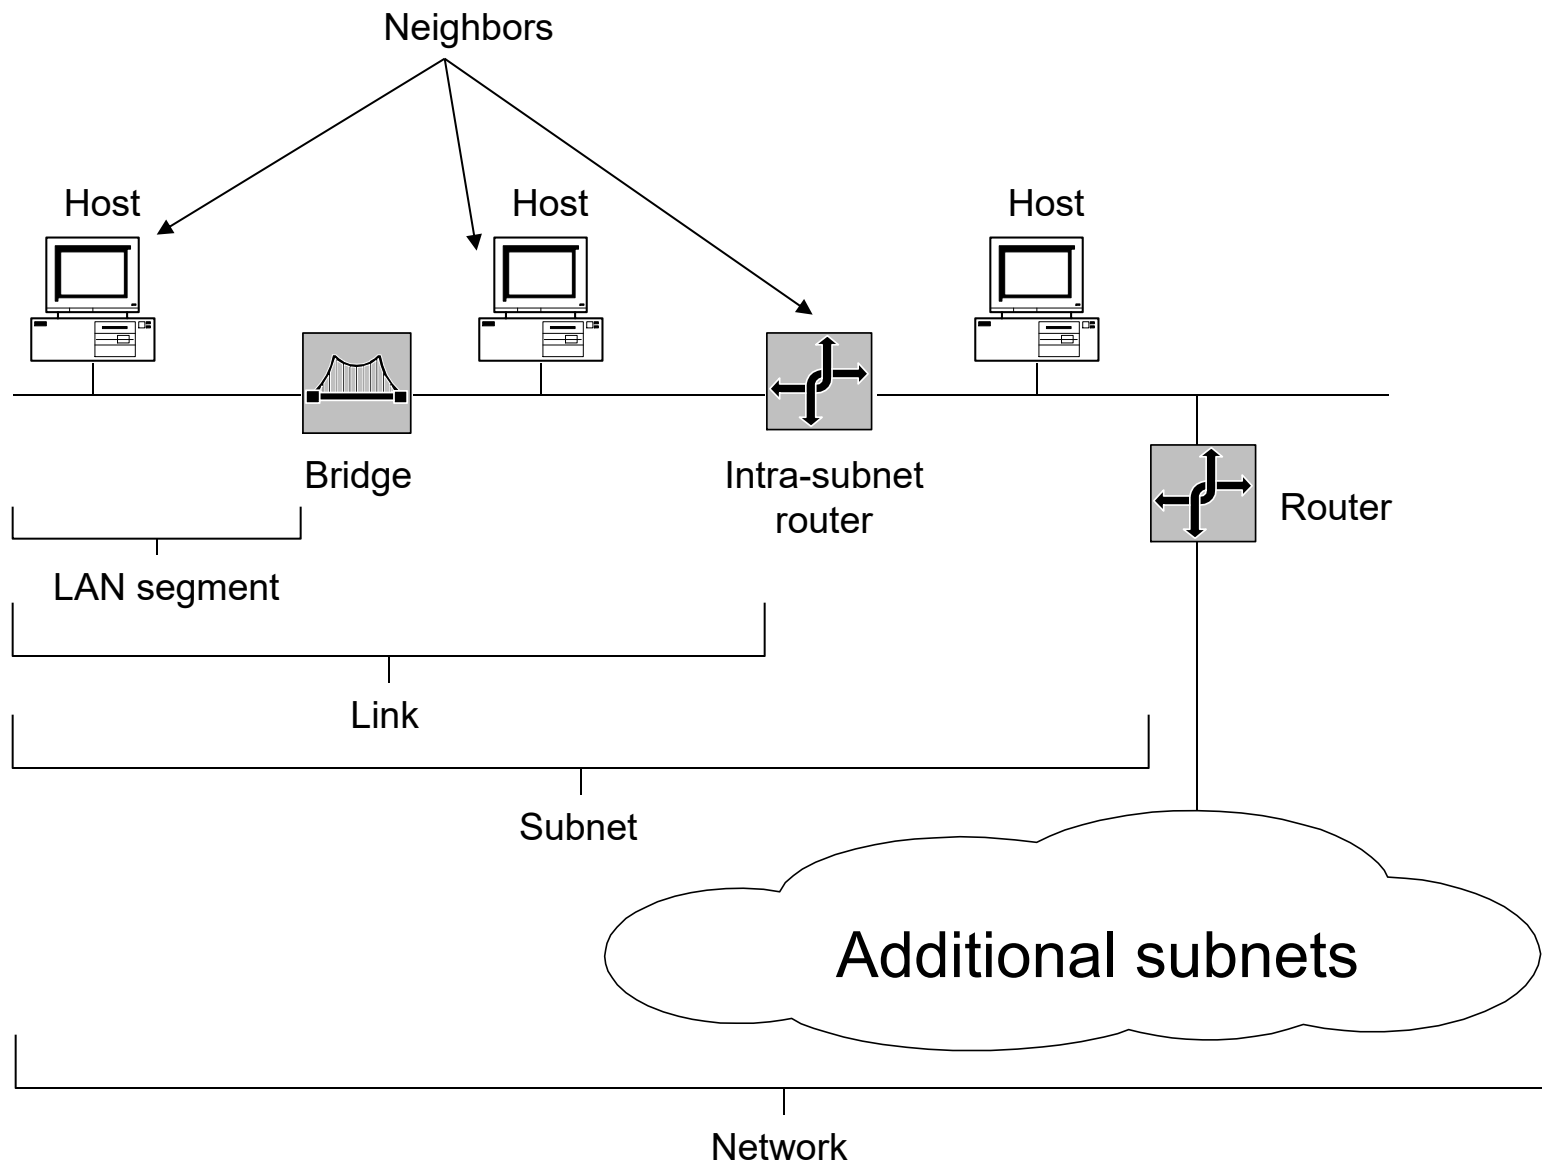 Neighbors
Host
Host
Host
Bridge
Intra-subnet
router
Router
LAN segment
Link
Subnet
Additional subnets
Network